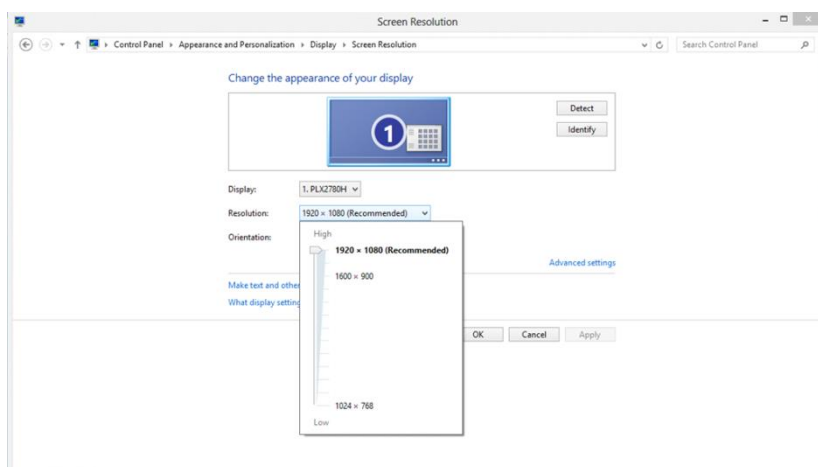 Screen Resolution
Control Panel ▸ Appearance and Personalization ▸ Display ▸ Screen Resolution
Search Control Panel
Change the appearance of your display
1
Detect
Identify
Display: 1. PLX2780H
Resolution: 1920 × 1080 (Recommended)
Orientation:
High
1920 × 1080 (Recommended)
1600 × 900
Advanced settings
Make text and other
What display setting
OK Cancel Apply
1024 × 768
Low